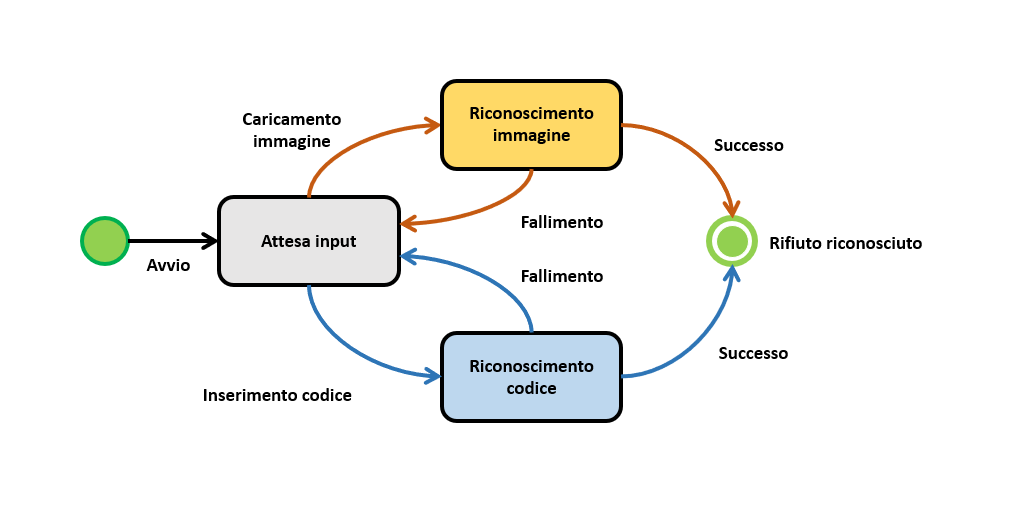 Caricamento
immagine
Riconoscimento
immagine
Successo
Fallimento
Attesa input
Avvio
Rifiuto riconosciuto
Fallimento
Successo
Riconoscimento
codice
Inserimento codice